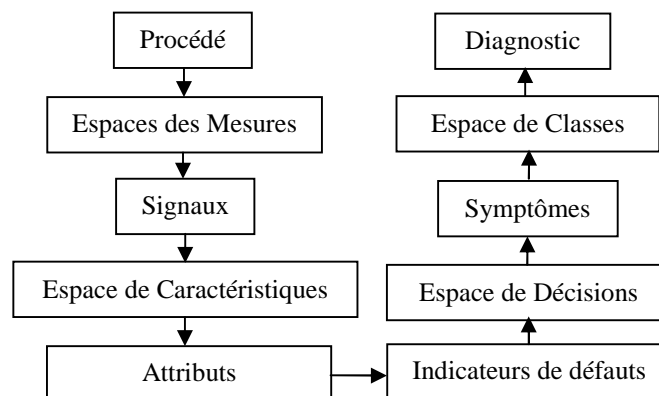 Procédé
Espaces des Mesures
Signaux
Espace de Caractéristiques
Attributs
Indicateurs de défauts
Espace de Décisions
Symptômes
Espace de Classes
Diagnostic